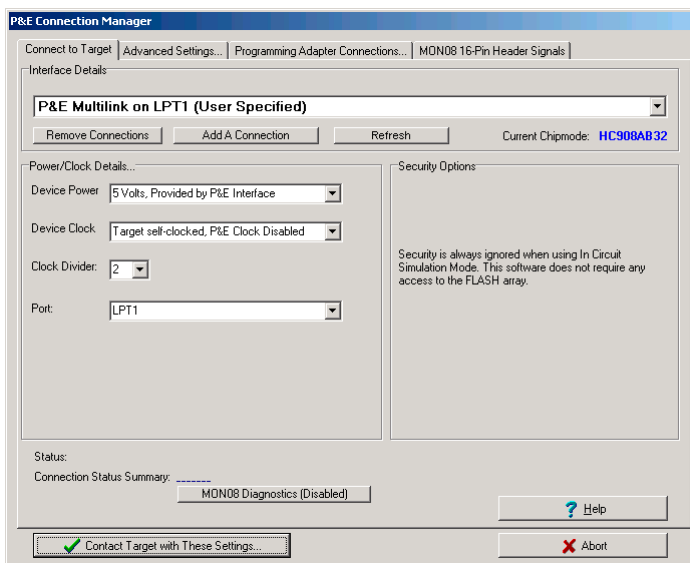 P&E Connection Manager
Connect to Target
Advanced Settings...
Programming Adapter Connections...
MON08 16-Pin Header Signals
Interface Details
P&E Multilink on LPT1 (User Specified)
Remove Connections
Add A Connection
Refresh
Current Chipmode: HC908AB32
Power/Clock Details...
Device Power
5 Volts, Provided by P&E Interface
Device Clock
Target self-clocked, P&E Clock Disabled
Clock Divider:
2
Port:
LPT1
Security Options
Security is always ignored when using In Circuit
Simulation Mode. This software does not require any
access to the FLASH array.
Status:
Connection Status Summary: _______
MON08 Diagnostics (Disabled)
? Help
Contact Target with These Settings...
Abort